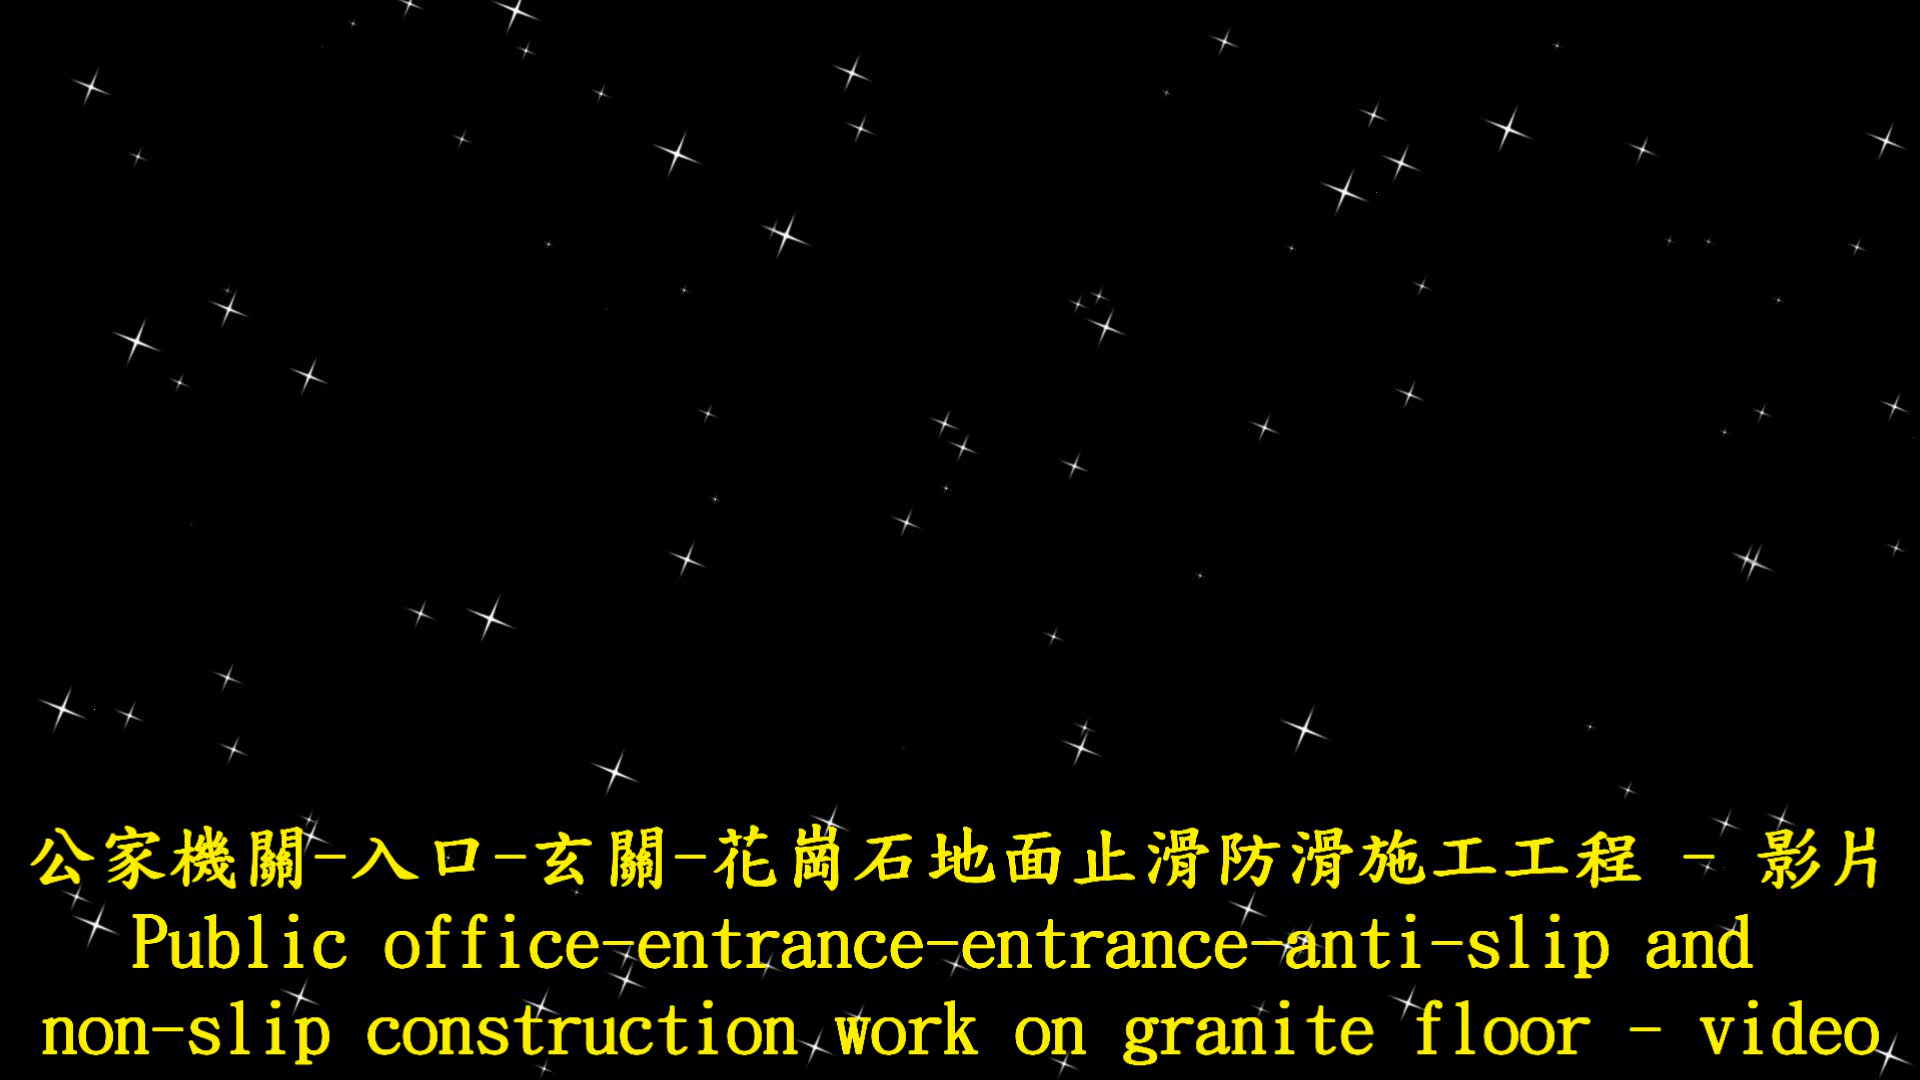 公家機關-入口-玄關-花崗石地面止滑防滑施工工程 - 影片
Public office-entrance-entrance-anti-slip and
non-slip construction work on granite floor - video